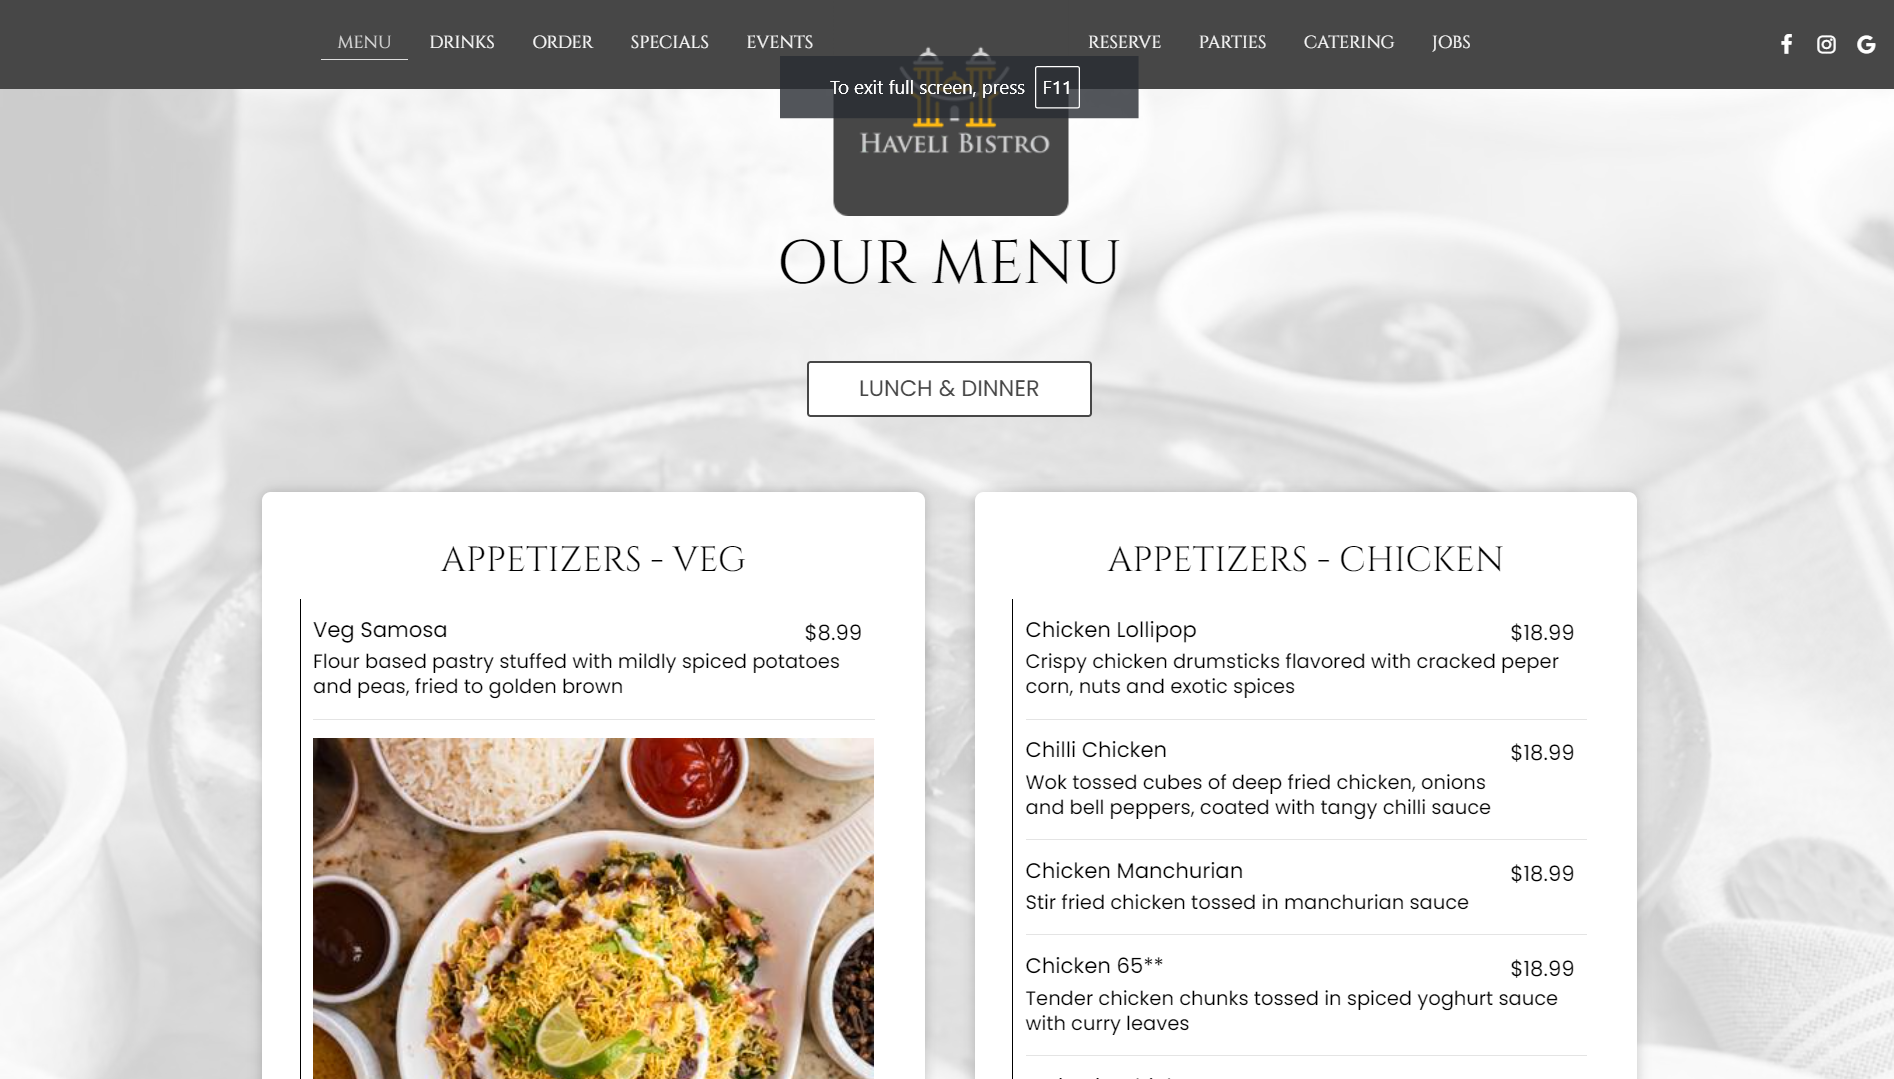 MENU DRINKS ORDER SPECIALS EVENTS RESERVE PARTIES CATERING JOBS
To exit full screen, press F11
HAVELI BISTRO
OUR MENU
LUNCH & DINNER
APPETIZERS - VEG
Veg Samosa $8.99
Flour based pastry stuffed with mildly spiced potatoes
and peas, fried to golden brown
APPETIZERS - CHICKEN
Chicken Lollipop $18.99
Crispy chicken drumsticks flavored with cracked peper
corn, nuts and exotic spices
Chilli Chicken $18.99
Wok tossed cubes of deep fried chicken, onions
and bell peppers, coated with tangy chilli sauce
Chicken Manchurian $18.99
Stir fried chicken tossed in manchurian sauce
Chicken 65** $18.99
Tender chicken chunks tossed in spiced yoghurt sauce
with curry leaves